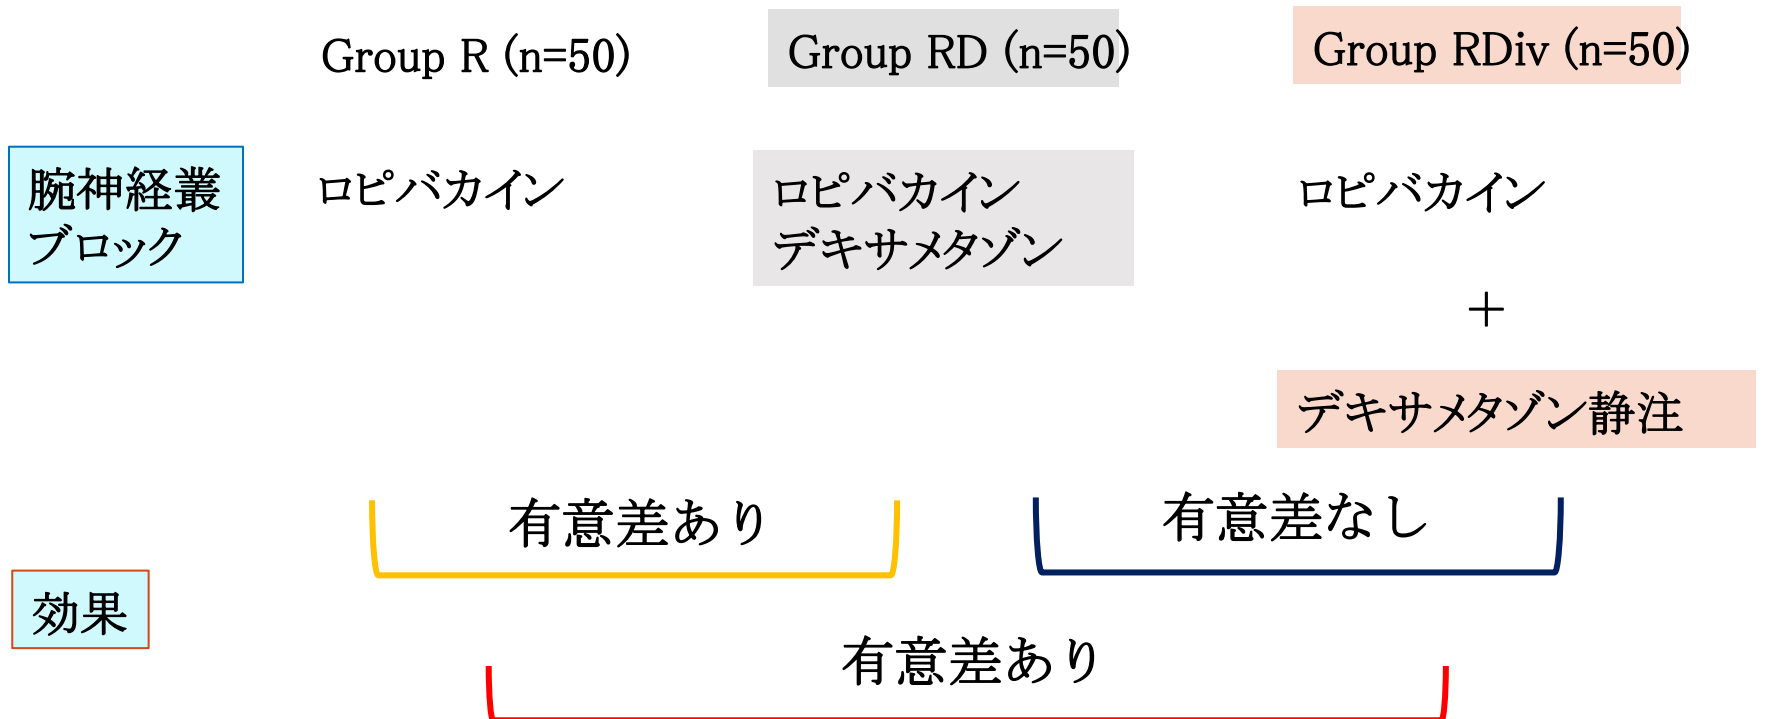 Group R (n=50)
Group RD (n=50)
Group RDiv (n=50)
腕神経叢
ブロック
ロピバカイン
ロピバカイン
デキサメタゾン
ロピバカイン
＋
デキサメタゾン静注
有意差あり
有意差なし
効果
有意差あり